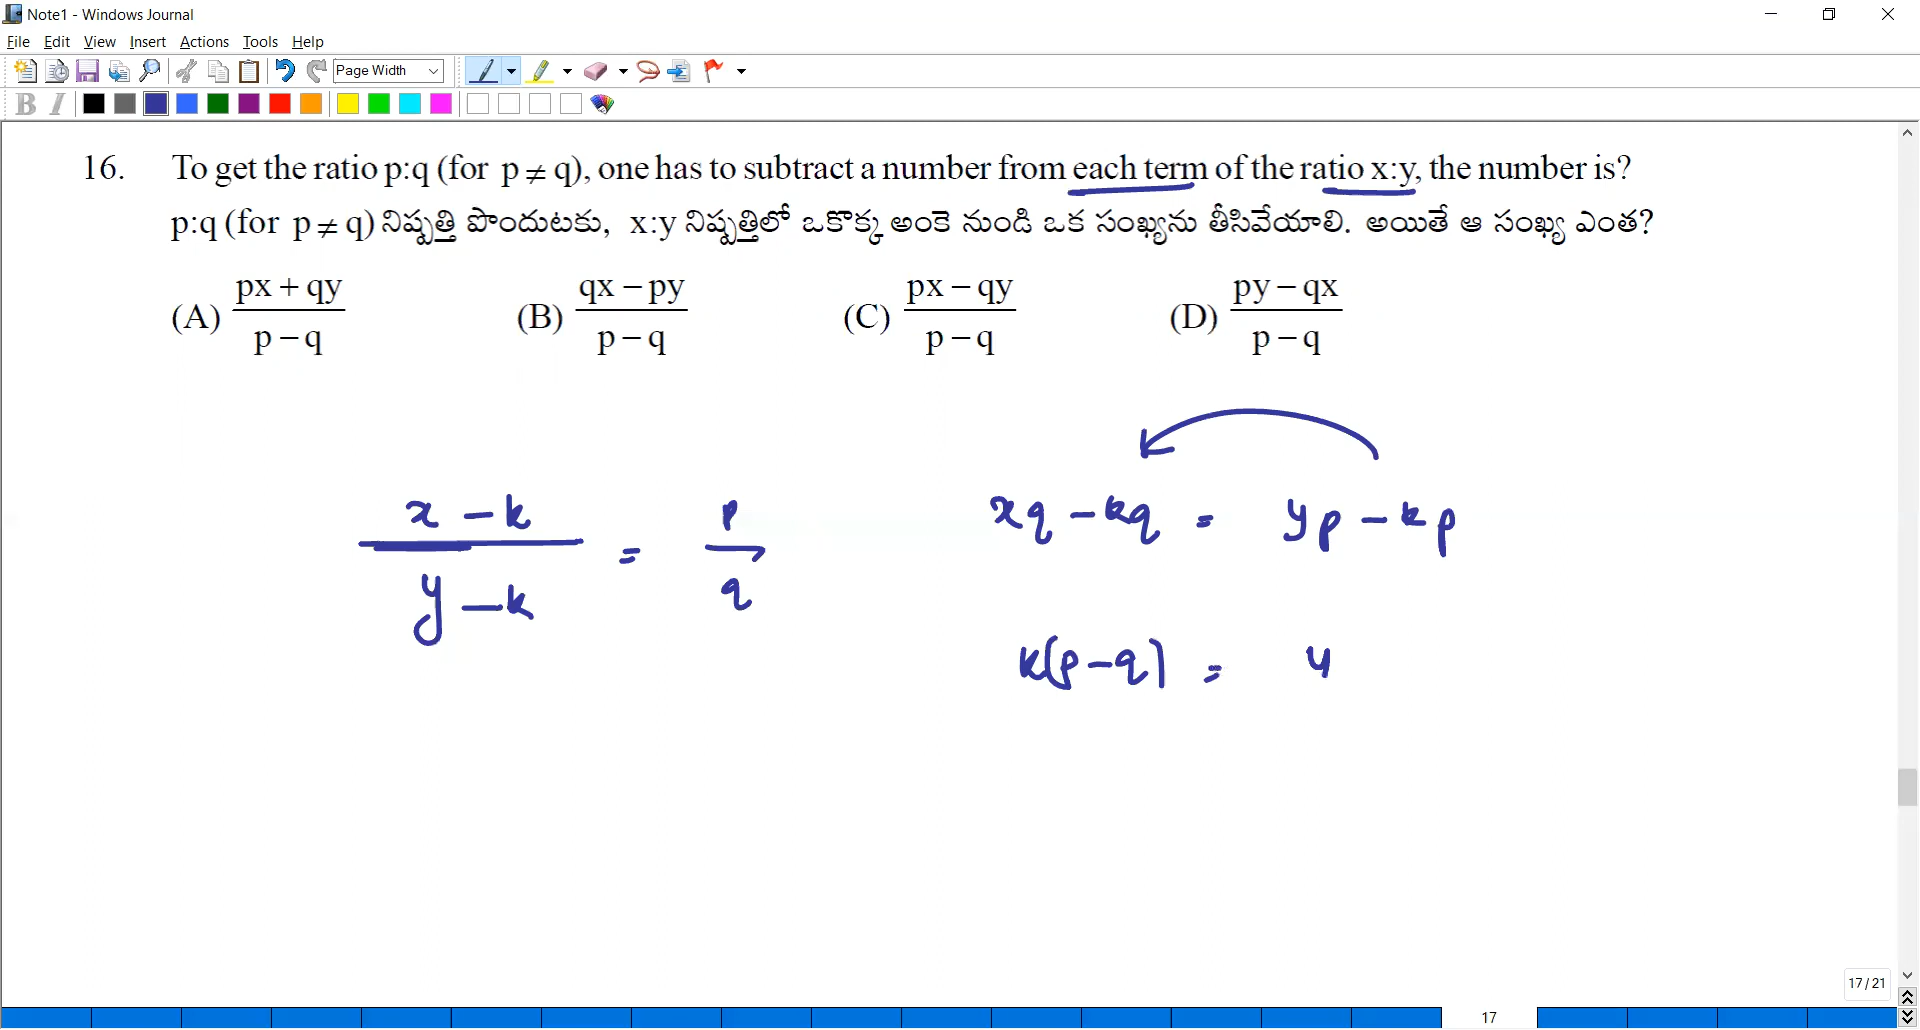 Note1 - Windows Journal
File Edit View Insert Actions Tools Help
Page Width
B I
16. To get the ratio p:q (for p ≠ q), one has to subtract a number from each term of the ratio x:y, the number is?
p:q (for p ≠ q) నిష్పత్తి పొందుటకు, x:y నిష్పత్తిలో ఒకొక్క అంకె నుండి ఒక సంఖ్యను తీసివేయాలి. అయితే ఆ సంఖ్య ఎంత?
(A) (px + qy)/(p − q) (B) (qx − py)/(p − q) (C) (px − qy)/(p − q) (D) (py − qx)/(p − q)
(x − k)/(y − k) = p/q
xq − kq = yp − kp
k(p − q) = y
17 / 21
17